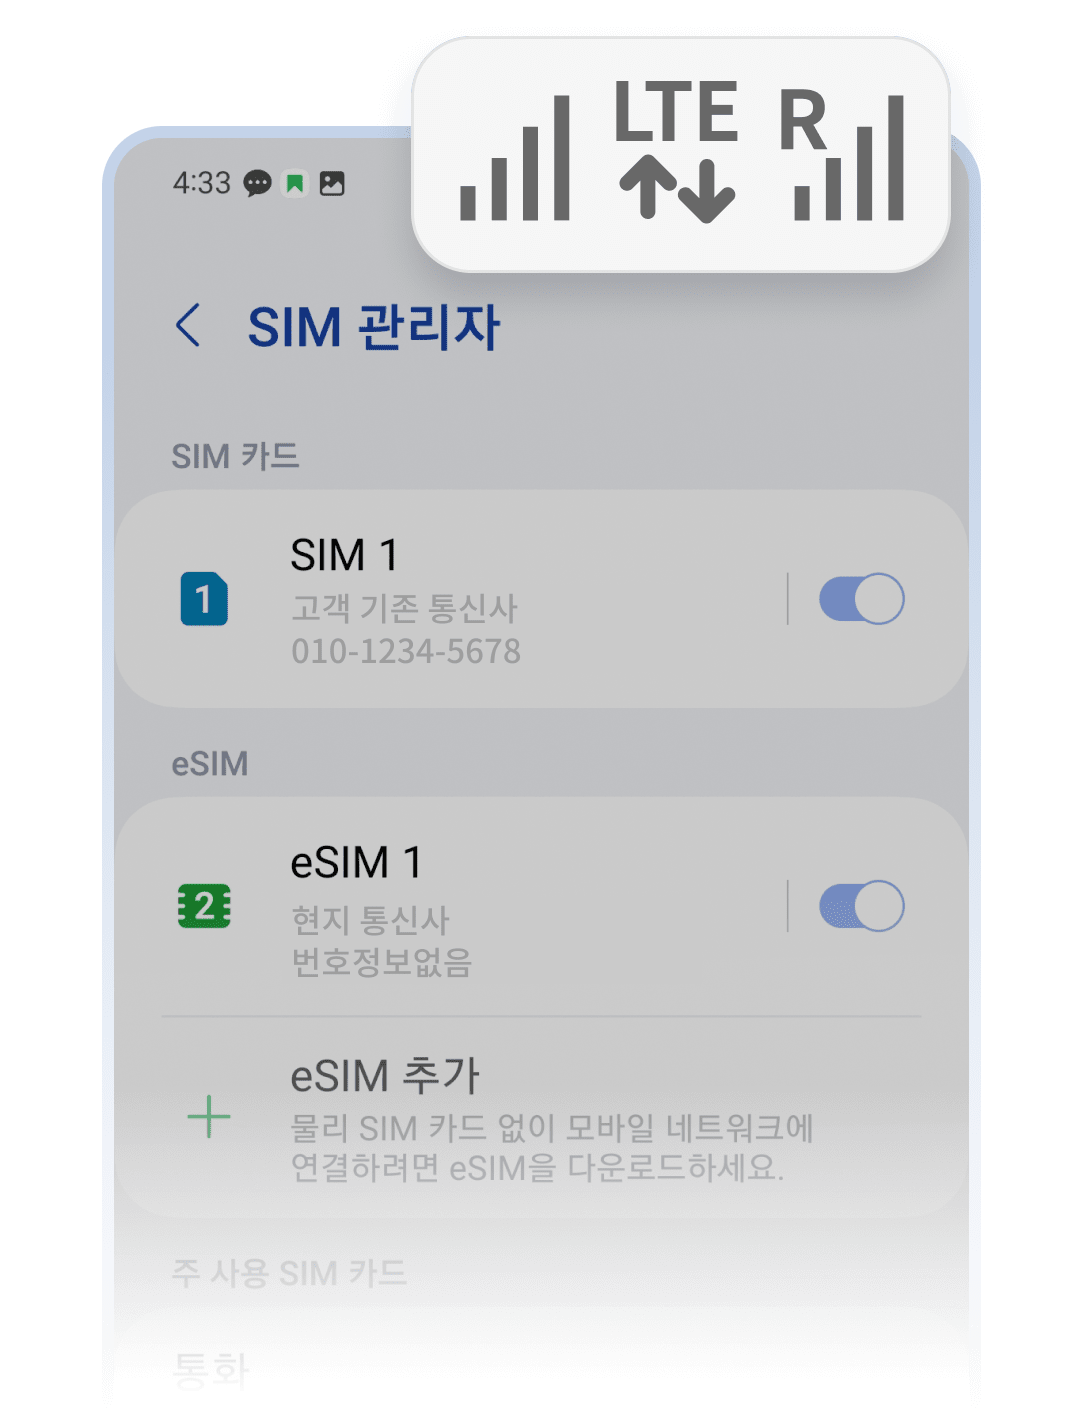 LTE R
4:33
SIM 관리자
SIM 카드
1
SIM 1
고객 기존 통신사
010-1234-5678
eSIM
2
eSIM 1
현지 통신사
번호정보없음
eSIM 추가
물리 SIM 카드 없이 모바일 네트워크에
연결하려면 eSIM을 다운로드하세요.
주 사용 SIM 카드
통화